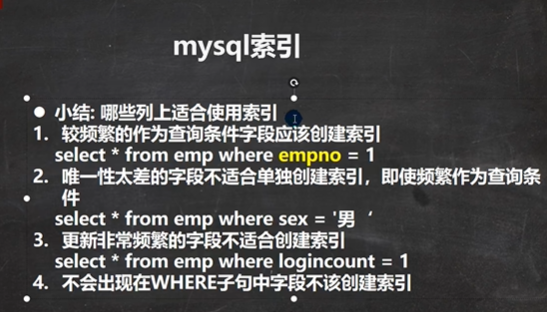 mysql索引
● 小结: 哪些列上适合使用索引
1. 较频繁的作为查询条件字段应该创建索引
select * from emp where empno = 1
2. 唯一性太差的字段不适合单独创建索引，即使频繁作为查询条
件
select * from emp where sex = '男‘
3. 更新非常频繁的字段不适合创建索引
select * from emp where logincount = 1
4. 不会出现在WHERE子句中字段不该创建索引